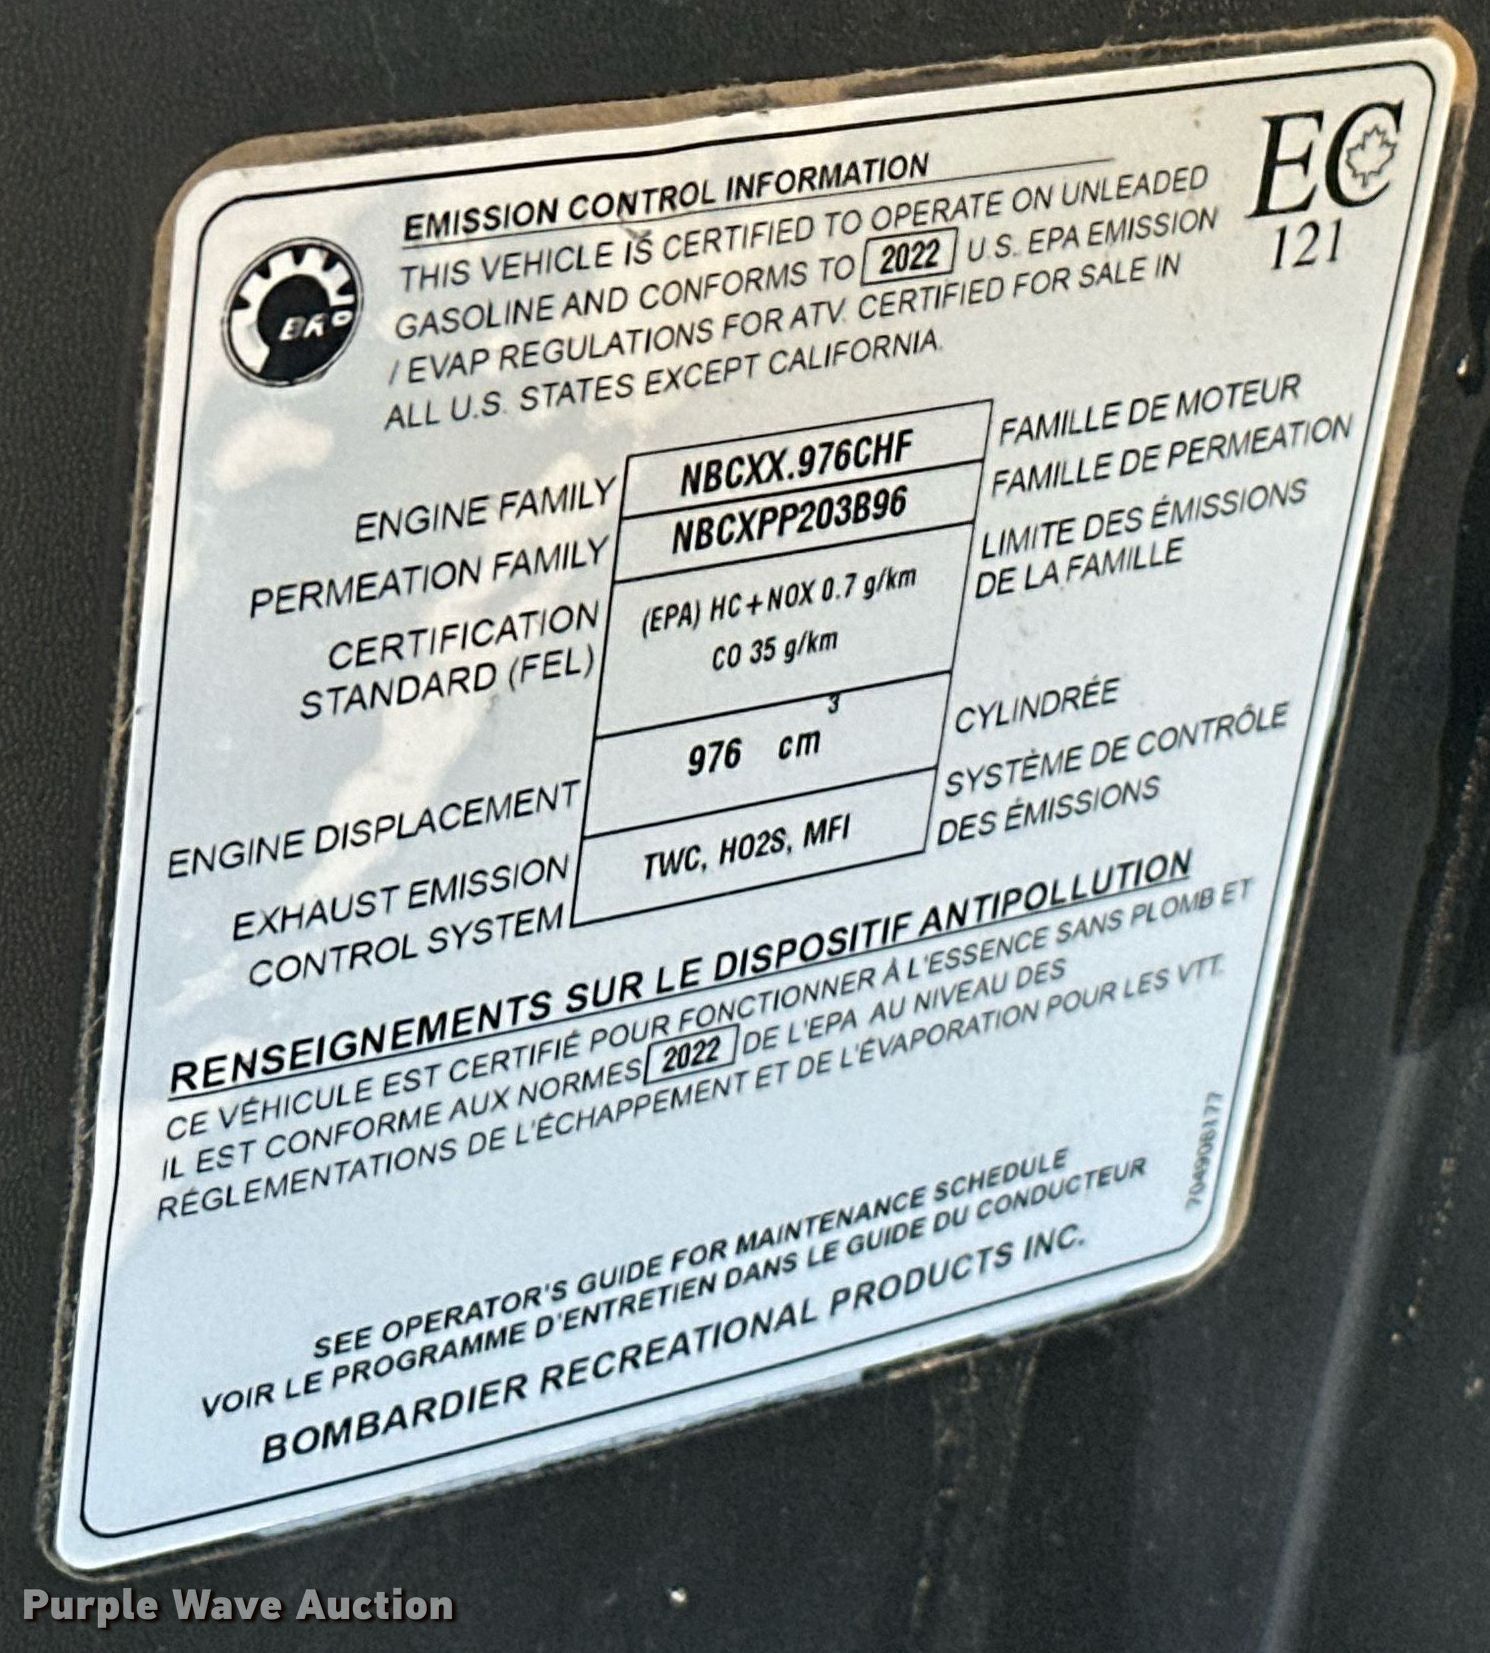 EMISSION CONTROL INFORMATION
EC
121
BRP
THIS VEHICLE IS CERTIFIED TO OPERATE ON UNLEADED
GASOLINE AND CONFORMS TO 2022 U.S. EPA EMISSION
/ EVAP REGULATIONS FOR ATV. CERTIFIED FOR SALE IN
ALL U.S. STATES EXCEPT CALIFORNIA.
ENGINE FAMILY NBCXX.976CHF FAMILLE DE MOTEUR
PERMEATION FAMILY NBCXPP203B96 FAMILLE DE PERMEATION
CERTIFICATION (EPA) HC+NOX 0.7 g/km LIMITE DES ÉMISSIONS
STANDARD (FEL) CO 35 g/km DE LA FAMILLE
ENGINE DISPLACEMENT 976 cm³ CYLINDRÉE
EXHAUST EMISSION TWC, HO2S, MFI SYSTÈME DE CONTRÔLE
CONTROL SYSTEM DES ÉMISSIONS
RENSEIGNEMENTS SUR LE DISPOSITIF ANTIPOLLUTION
CE VÉHICULE EST CERTIFIÉ POUR FONCTIONNER À L'ESSENCE SANS PLOMB ET
IL EST CONFORME AUX NORMES 2022 DE L'EPA AU NIVEAU DES
RÉGLEMENTATIONS DE L'ÉCHAPPEMENT ET DE L'ÉVAPORATION POUR LES VTT.
704908177
SEE OPERATOR'S GUIDE FOR MAINTENANCE SCHEDULE
VOIR LE PROGRAMME D'ENTRETIEN DANS LE GUIDE DU CONDUCTEUR
BOMBARDIER RECREATIONAL PRODUCTS INC.
Purple Wave Auction